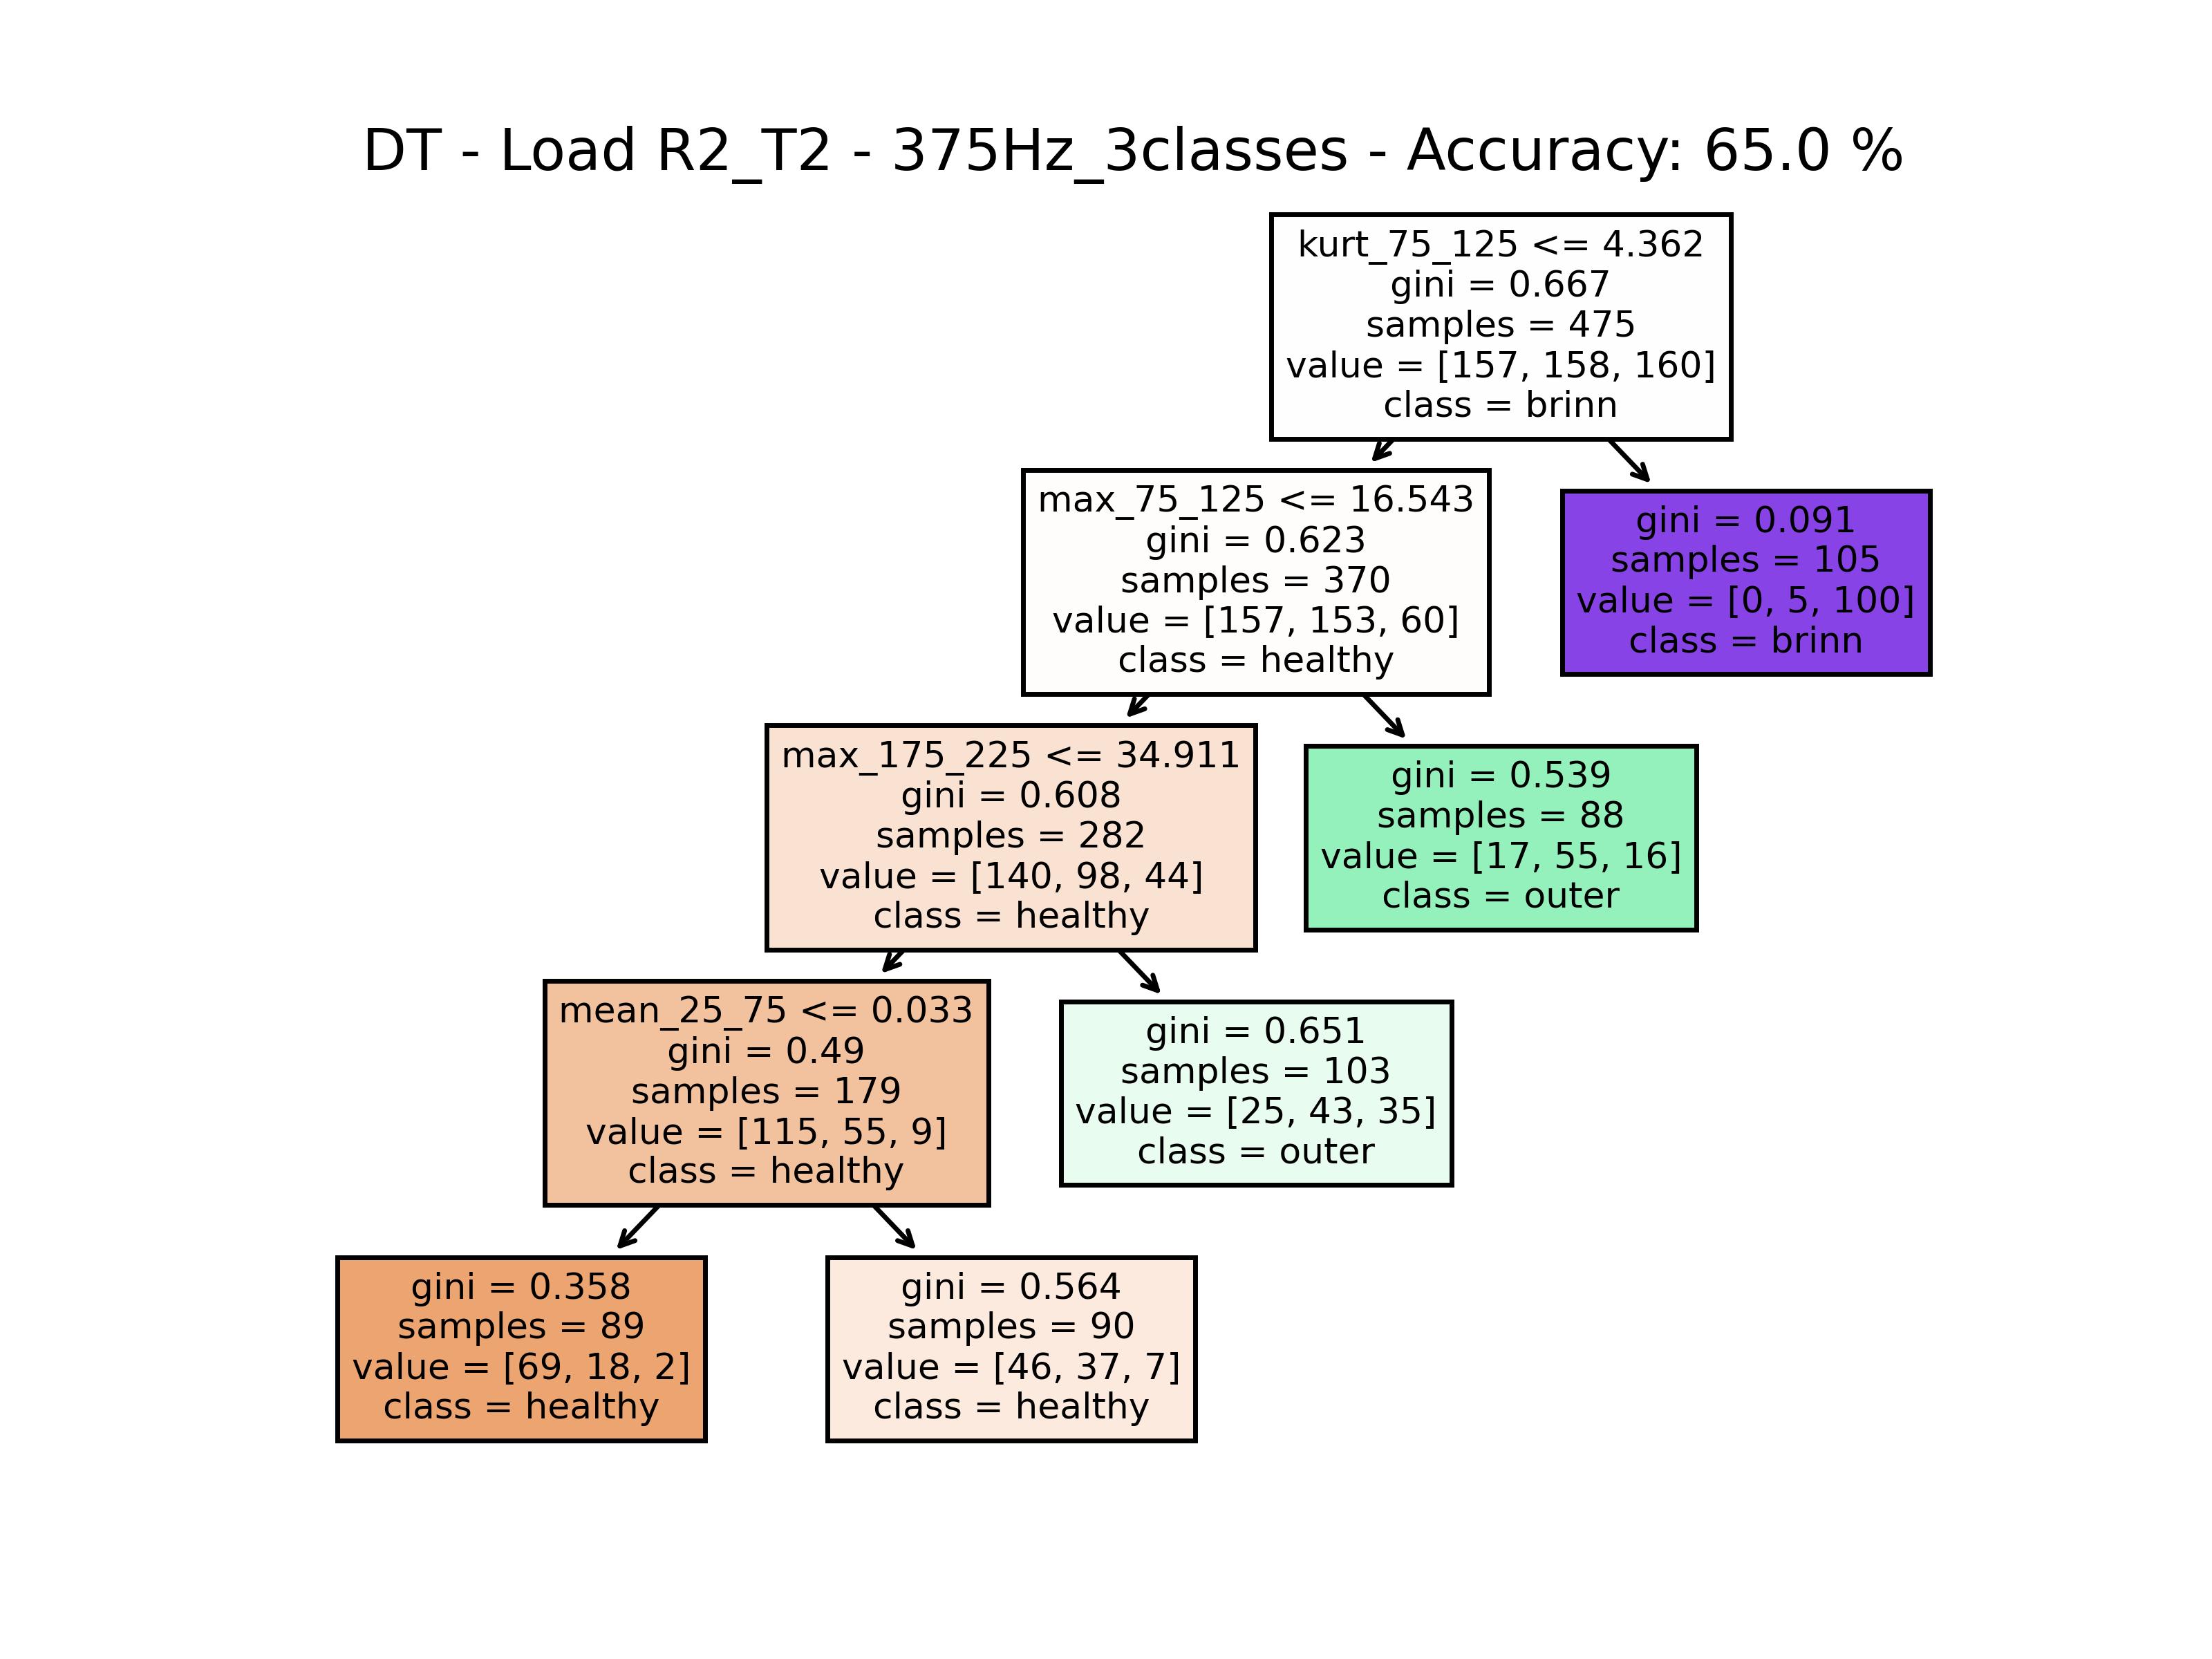 DT - Load R2_T2 - 375Hz_3classes - Accuracy: 65.0 %
kurt_75_125 <= 4.362
gini = 0.667
samples = 475
value = [157, 158, 160]
class = brinn
max_75_125 <= 16.543
gini = 0.623
samples = 370
value = [157, 153, 60]
class = healthy
gini = 0.091
samples = 105
value = [0, 5, 100]
class = brinn
max_175_225 <= 34.911
gini = 0.608
samples = 282
value = [140, 98, 44]
class = healthy
gini = 0.539
samples = 88
value = [17, 55, 16]
class = outer
mean_25_75 <= 0.033
gini = 0.49
samples = 179
value = [115, 55, 9]
class = healthy
gini = 0.651
samples = 103
value = [25, 43, 35]
class = outer
gini = 0.358
samples = 89
value = [69, 18, 2]
class = healthy
gini = 0.564
samples = 90
value = [46, 37, 7]
class = healthy